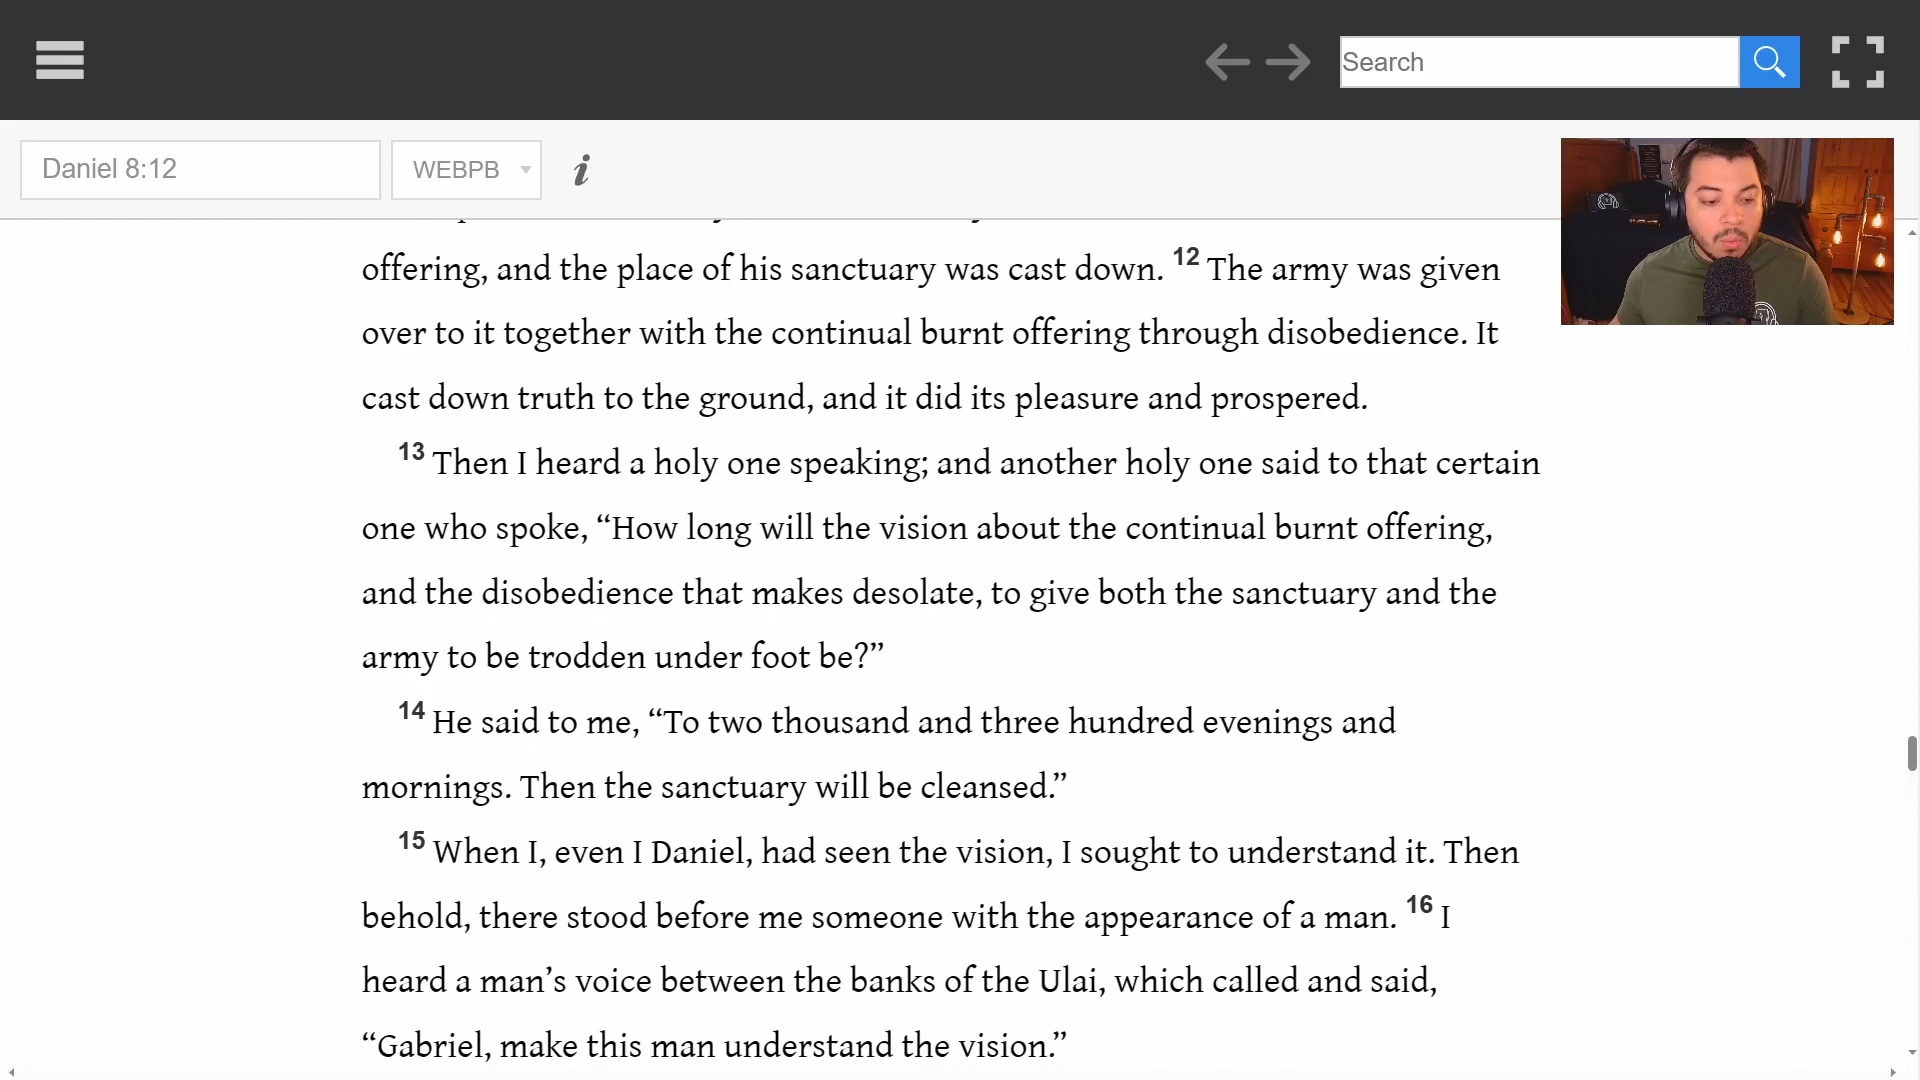 Search
Daniel 8:12
WEBPB
i
offering, and the place of his sanctuary was cast down. 12 The army was given
over to it together with the continual burnt offering through disobedience. It
cast down truth to the ground, and it did its pleasure and prospered.
13 Then I heard a holy one speaking; and another holy one said to that certain
one who spoke, “How long will the vision about the continual burnt offering,
and the disobedience that makes desolate, to give both the sanctuary and the
army to be trodden under foot be?”
14 He said to me, “To two thousand and three hundred evenings and
mornings. Then the sanctuary will be cleansed.”
15 When I, even I Daniel, had seen the vision, I sought to understand it. Then
behold, there stood before me someone with the appearance of a man. 16 I
heard a man’s voice between the banks of the Ulai, which called and said,
“Gabriel, make this man understand the vision.”